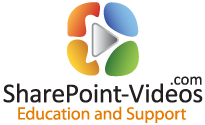 .com
SharePoint-Videos
Education and Support